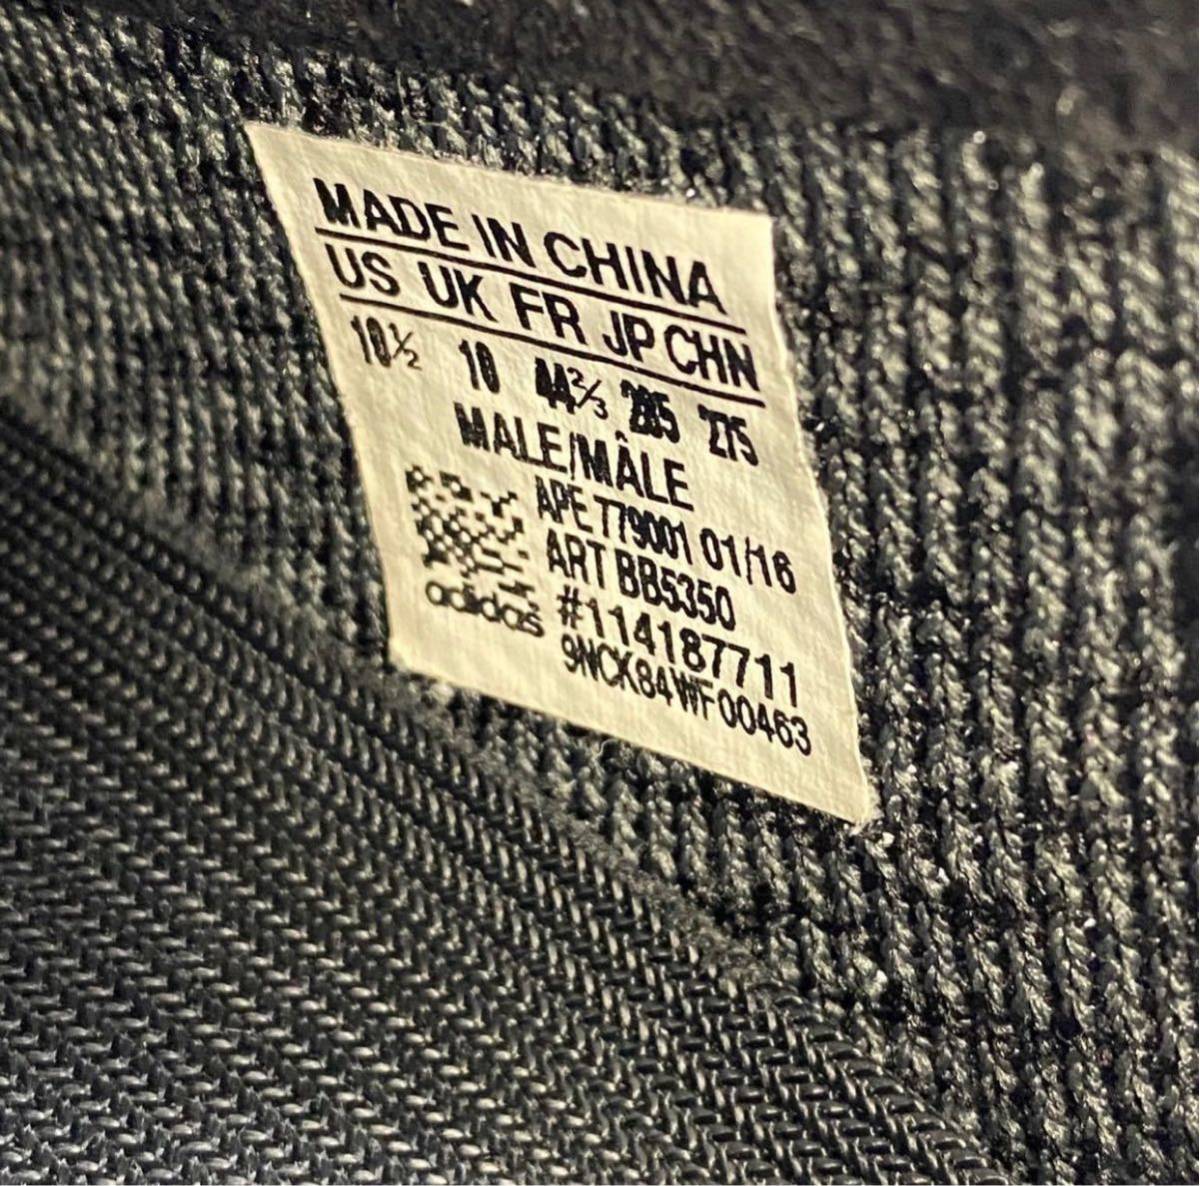 MADE IN CHINA
US UK FR JP CHN
10½ 10 44⅔ 285 275
MALE/MÂLE
APE 779001 01/16
ART BB5350
#114187711
adidas
9NCK84WF00463